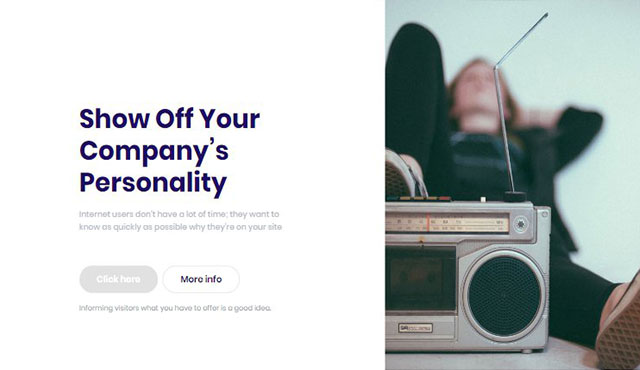 Show Off Your
Company’s
Personality
Internet users don't have a lot of time; they want to
know as quickly as possible why they're on your site
Click here
More info
Informing visitors what you have to offer is a good idea.